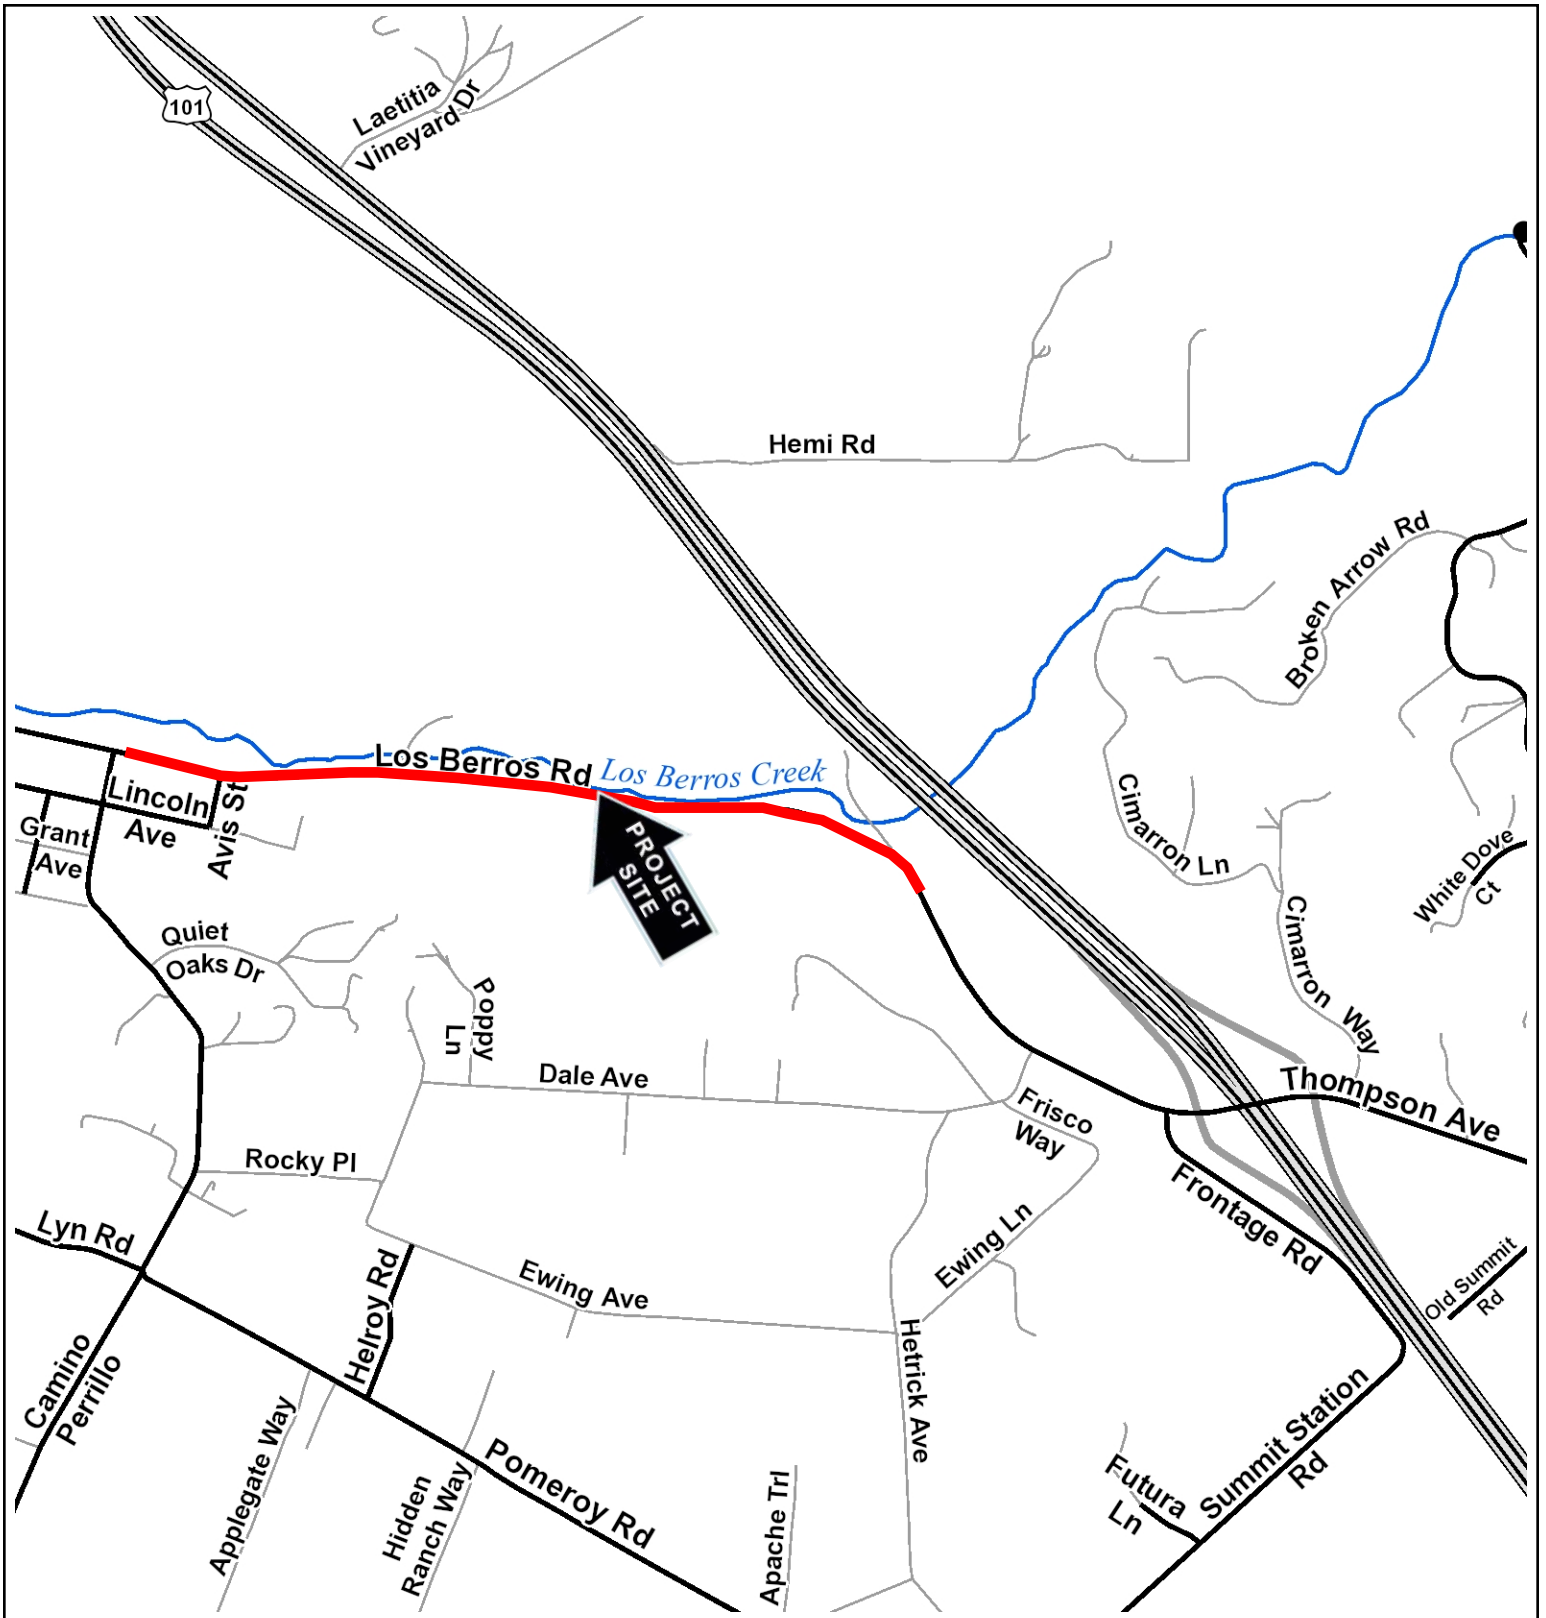 101
Laetitia
Vineyard Dr
Hemi Rd
Broken Arrow Rd
Los Berros Rd
Los Berros Creek
Lincoln
Ave
Avis St
Grant
Ave
PROJECT
SITE
Cimarron Ln
White Dove
Ct
Cimarron Way
Quiet
Oaks Dr
Poppy
Ln
Dale Ave
Thompson Ave
Frisco
Way
Rocky Pl
Frontage Rd
Lyn Rd
Ewing Ln
Old Summit
Rd
Helroy Rd
Ewing Ave
Camino
Perrillo
Hetrick Ave
Summit Station
Rd
Applegate Way
Hidden
Ranch Way
Pomeroy Rd
Apache Trl
Futura
Ln